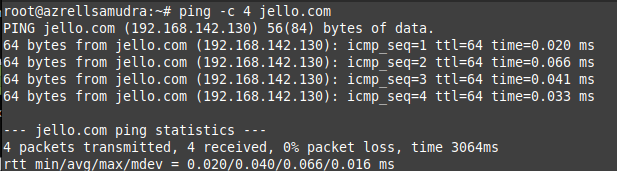 root@azrellsamudra:~# ping -c 4 jello.com
PING jello.com (192.168.142.130) 56(84) bytes of data.
64 bytes from jello.com (192.168.142.130): icmp_seq=1 ttl=64 time=0.020 ms
64 bytes from jello.com (192.168.142.130): icmp_seq=2 ttl=64 time=0.066 ms
64 bytes from jello.com (192.168.142.130): icmp_seq=3 ttl=64 time=0.041 ms
64 bytes from jello.com (192.168.142.130): icmp_seq=4 ttl=64 time=0.033 ms

--- jello.com ping statistics ---
4 packets transmitted, 4 received, 0% packet loss, time 3064ms
rtt min/avg/max/mdev = 0.020/0.040/0.066/0.016 ms